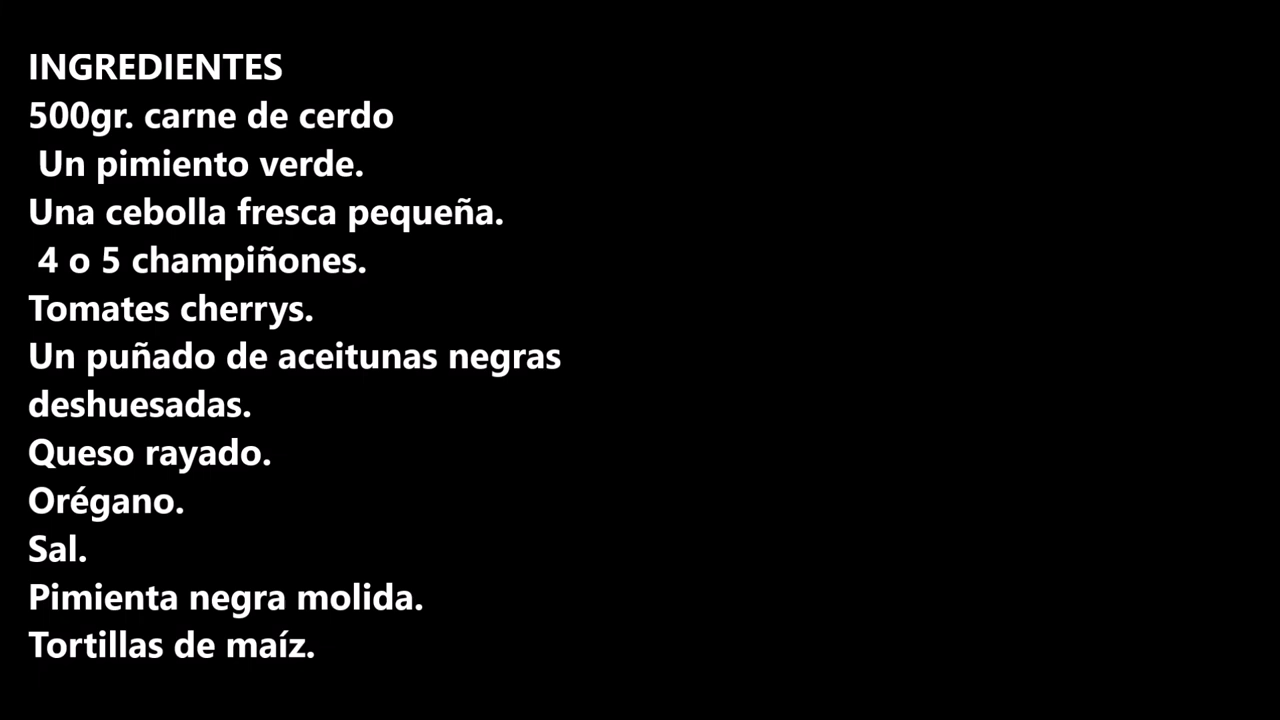 INGREDIENTES
500gr. carne de cerdo
Un pimiento verde.
Una cebolla fresca pequeña.
4 o 5 champiñones.
Tomates cherrys.
Un puñado de aceitunas negras
deshuesadas.
Queso rayado.
Orégano.
Sal.
Pimienta negra molida.
Tortillas de maíz.